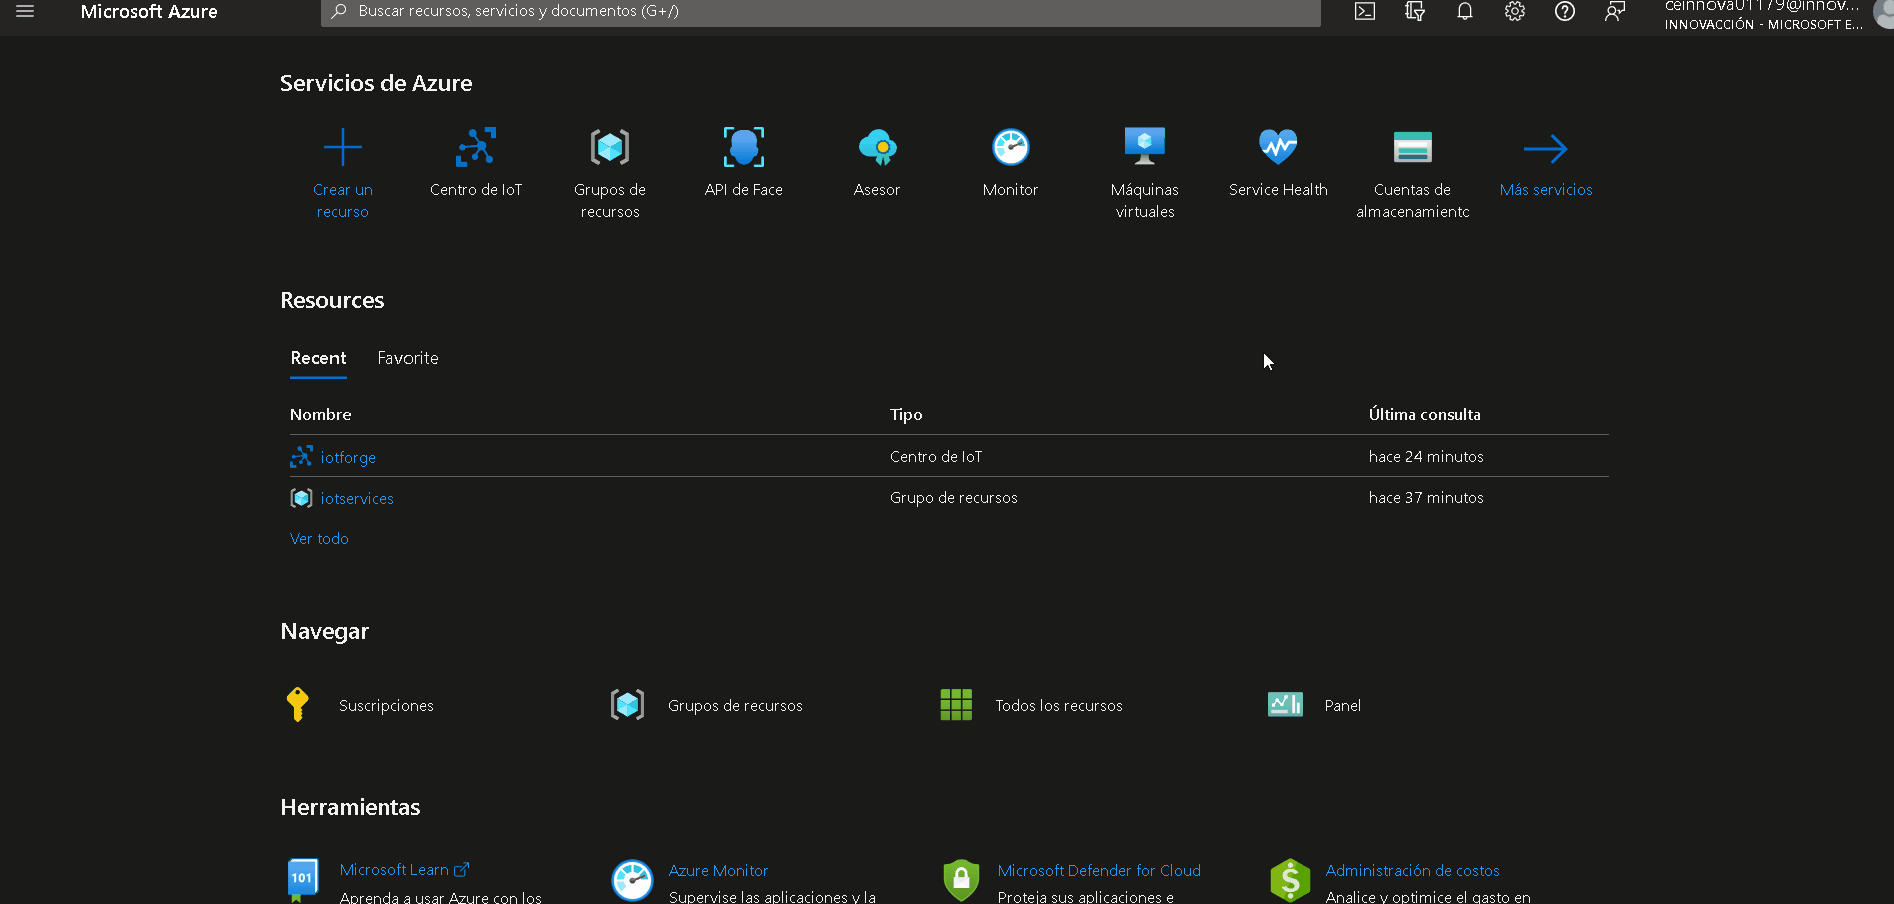 Microsoft Azure
Buscar recursos, servicios y documentos (G+/)
ceinnova01179@innov...
INNOVACCIÓN - MICROSOFT E...
Servicios de Azure
Crear un
recurso
Centro de IoT
Grupos de
recursos
API de Face
Asesor
Monitor
Máquinas
virtuales
Service Health
Cuentas de
almacenamiento
Más servicios
Resources
Recent
Favorite
Nombre
Tipo
Última consulta
iotforge
Centro de IoT
hace 24 minutos
iotservices
Grupo de recursos
hace 37 minutos
Ver todo
Navegar
Suscripciones
Grupos de recursos
Todos los recursos
Panel
Herramientas
101
Microsoft Learn
Aprenda a usar Azure con los
Azure Monitor
Supervise las aplicaciones y la
Microsoft Defender for Cloud
Proteja sus aplicaciones e
Administración de costos
Analice y optimice el gasto en